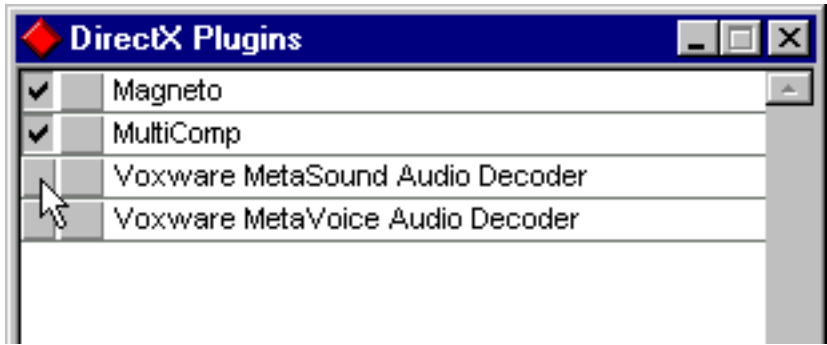 DirectX Plugins
Magneto
MultiComp
Voxware MetaSound Audio Decoder
Voxware MetaVoice Audio Decoder